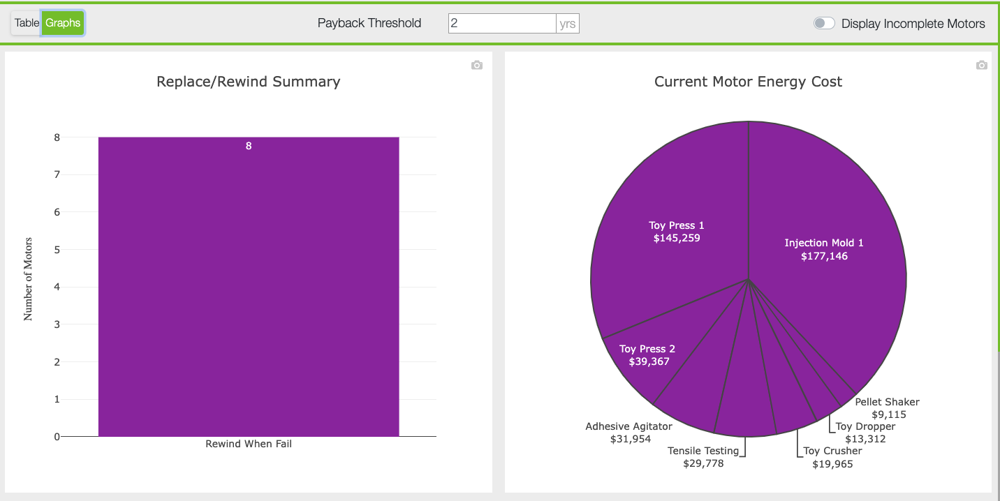 Table Graphs
Payback Threshold 2 yrs
Display Incomplete Motors
Replace/Rewind Summary
8
7
6
5
4
3
2
1
0
Number of Motors
8
Rewind When Fail
Current Motor Energy Cost
Toy Press 1
$145,259
Injection Mold 1
$177,146
Toy Press 2
$39,367
Pellet Shaker
$9,115
Adhesive Agitator
$31,954
Toy Dropper
$13,312
Tensile Testing
$29,778
Toy Crusher
$19,965